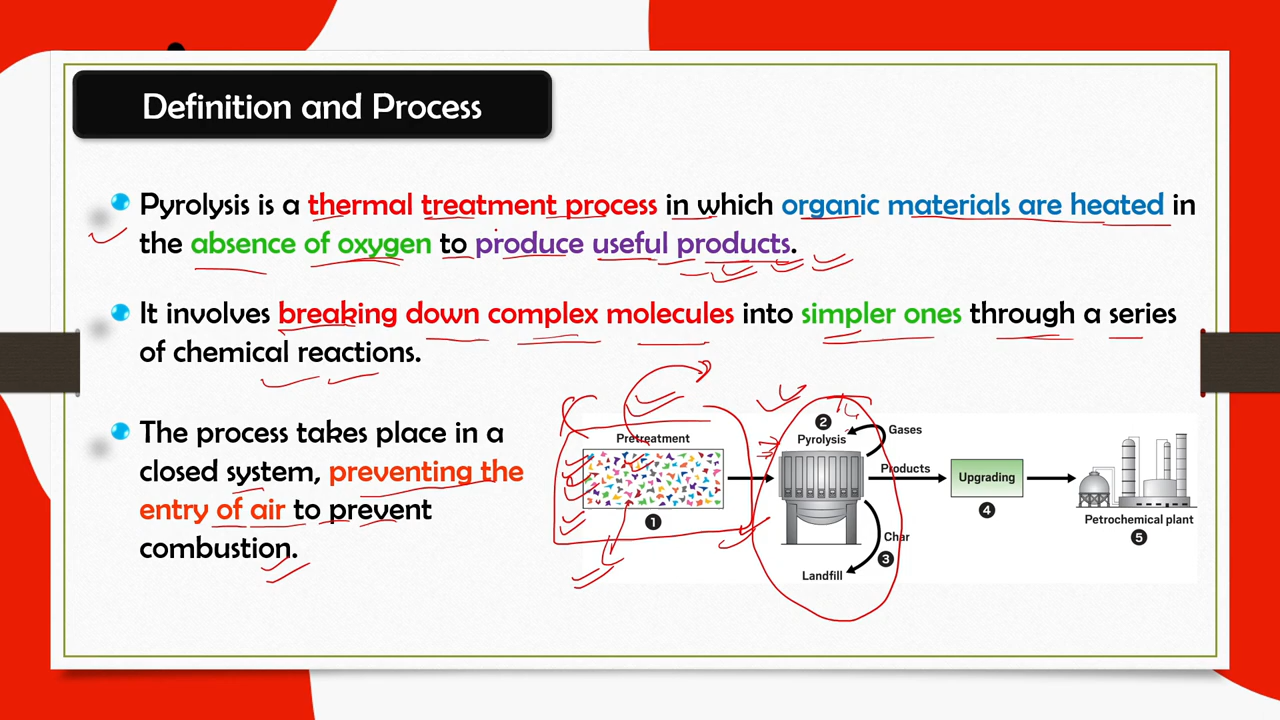 Definition and Process
Pyrolysis is a thermal treatment process in which organic materials are heated in
the absence of oxygen to produce useful products.
It involves breaking down complex molecules into simpler ones through a series
of chemical reactions.
The process takes place in a
closed system, preventing the
entry of air to prevent
combustion.
Pretreatment
1
2
Pyrolysis
Gases
Products
Char
3
Landfill
Upgrading
4
Petrochemical plant
5